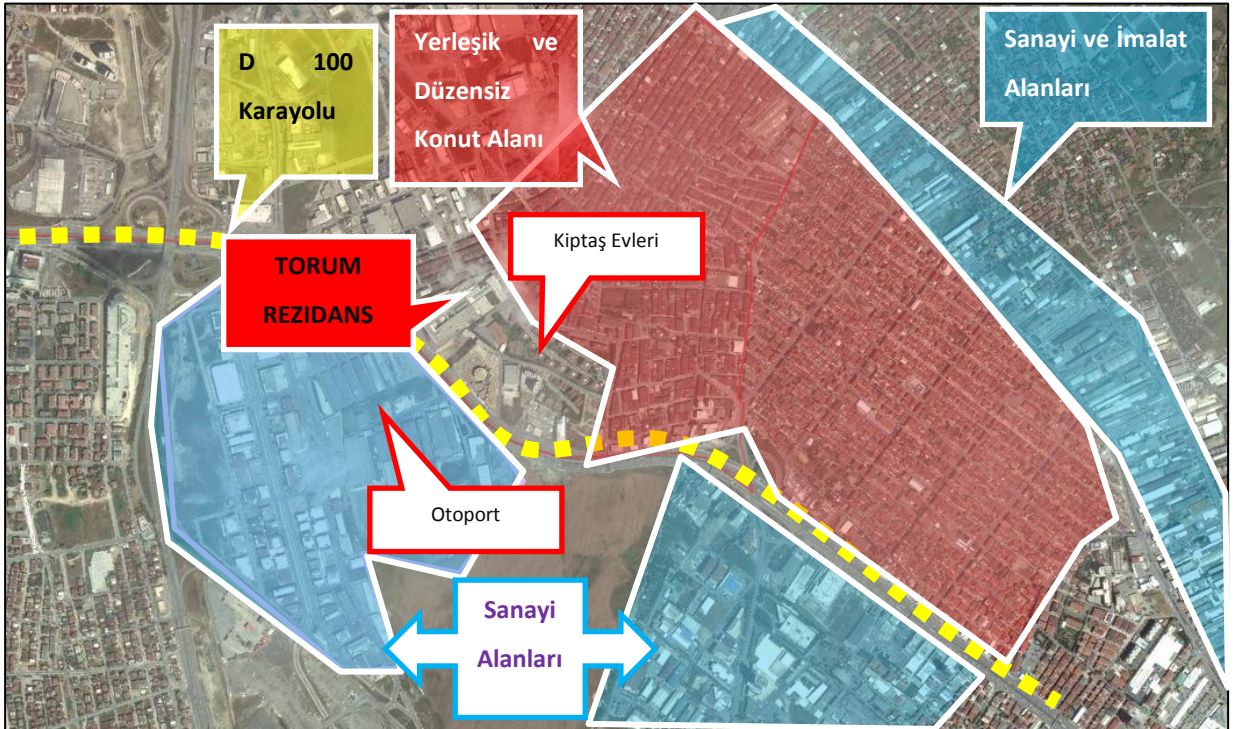 D 100
Karayolu
Yerleşik ve
Düzensiz
Konut Alanı
Sanayi ve İmalat
Alanları
Kiptaş Evleri
TORUM
REZIDANS
Otoport
Sanayi
Alanları